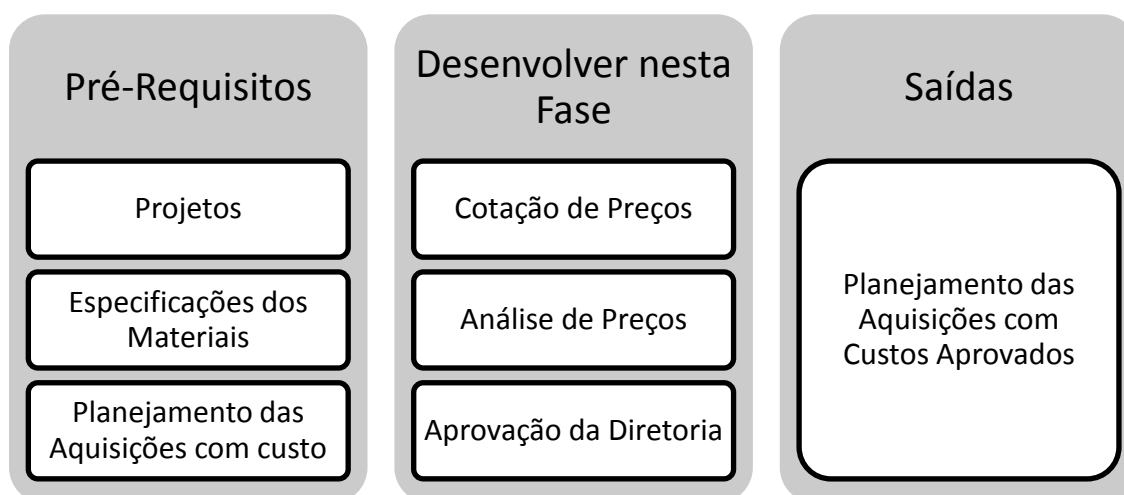 Pré-Requisitos
Projetos
Especificações dos
Materiais
Planejamento das
Aquisições com custo
Desenvolver nesta
Fase
Cotação de Preços
Análise de Preços
Aprovação da Diretoria
Saídas
Planejamento das
Aquisições com
Custos Aprovados